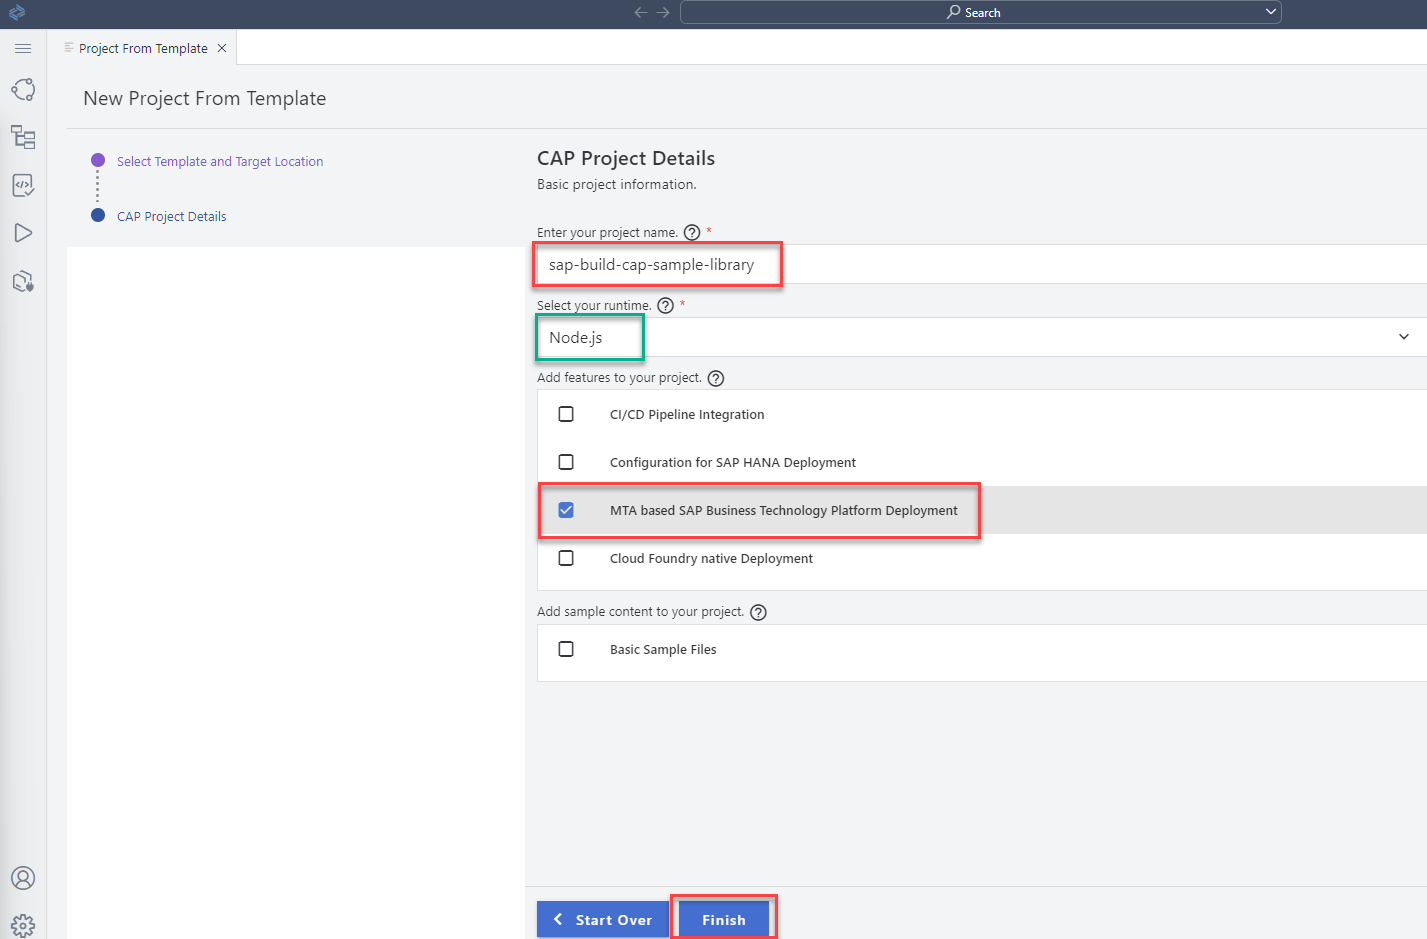 Search
Project From Template
New Project From Template
Select Template and Target Location
CAP Project Details
CAP Project Details
Basic project information.
Enter your project name. ? *
sap-build-cap-sample-library
Select your runtime. ? *
Node.js
Add features to your project. ?
CI/CD Pipeline Integration
Configuration for SAP HANA Deployment
MTA based SAP Business Technology Platform Deployment
Cloud Foundry native Deployment
Add sample content to your project. ?
Basic Sample Files
Start Over
Finish